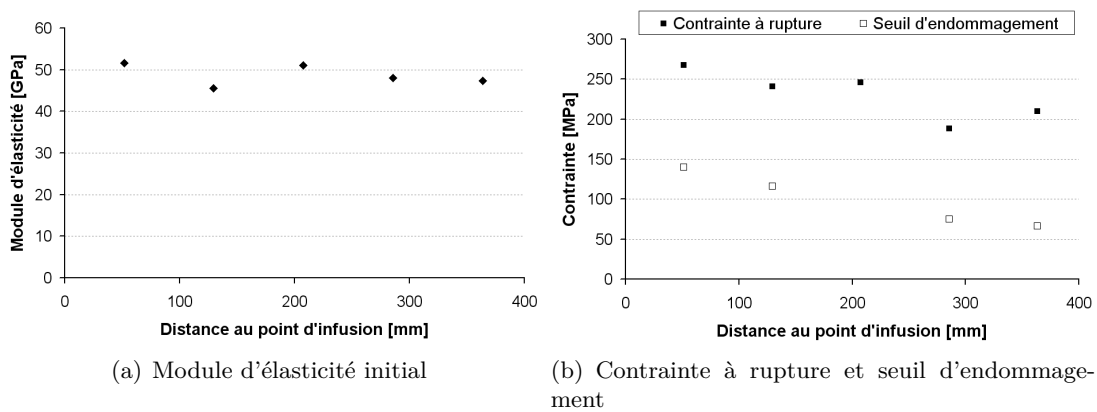 60
50
40
30
20
10
0
Module d'élasticité [GPa]
0 100 200 300 400
Distance au point d'infusion [mm]
(a) Module d'élasticité initial
Contrainte à rupture Seuil d'endommagement
300
250
200
150
100
50
0
Contrainte [MPa]
0 100 200 300 400
Distance au point d'infusion [mm]
(b) Contrainte à rupture et seuil d'endommage-
ment